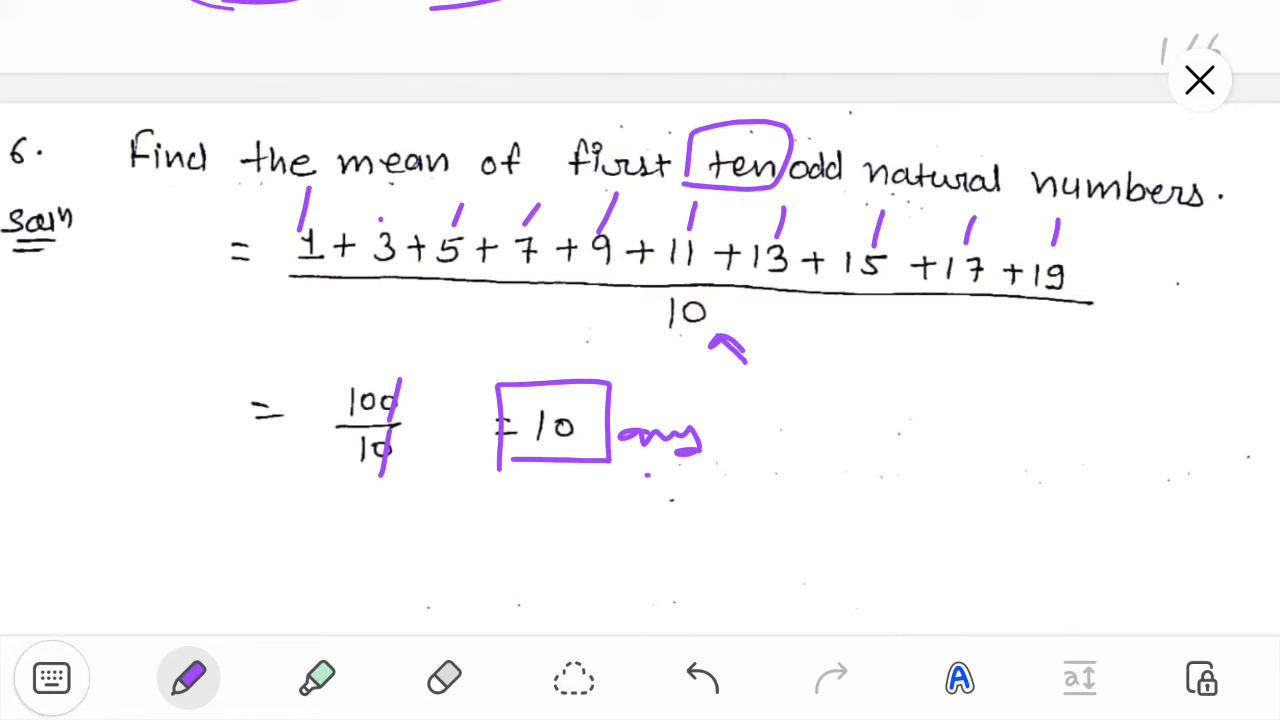 6. Find the mean of first ten odd natural numbers.
Soln
= 1 + 3 + 5 + 7 + 9 + 11 + 13 + 15 + 17 + 19
10
= 100 = 10 ans
10
A
a